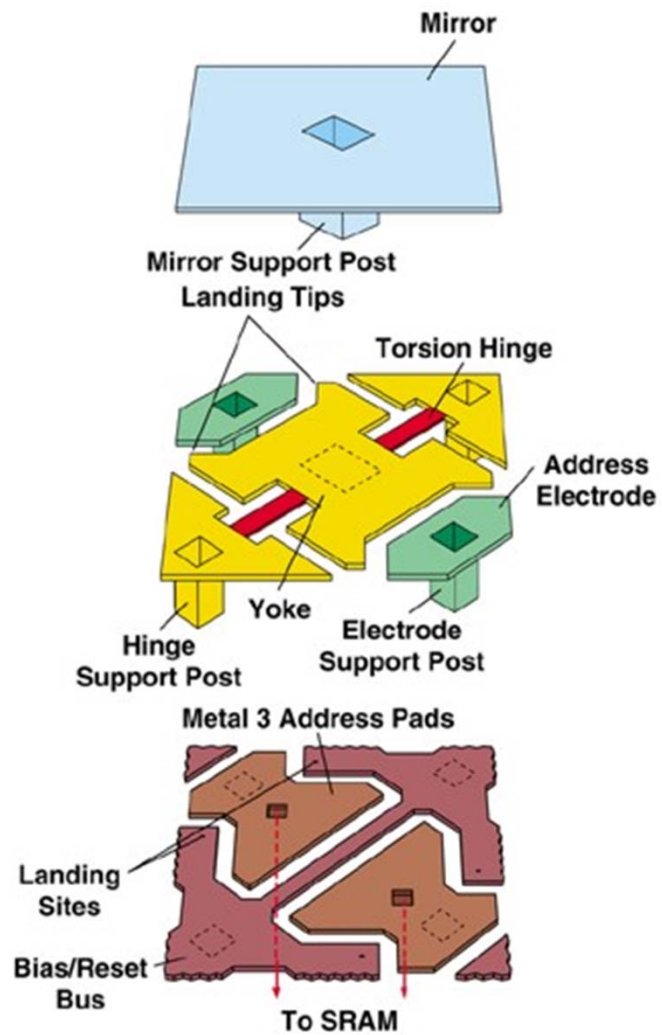 Mirror
Mirror Support Post
Landing Tips
Torsion Hinge
Address
Electrode
Yoke
Hinge
Support Post
Electrode
Support Post
Metal 3 Address Pads
Landing
Sites
Bias/Reset
Bus
To SRAM